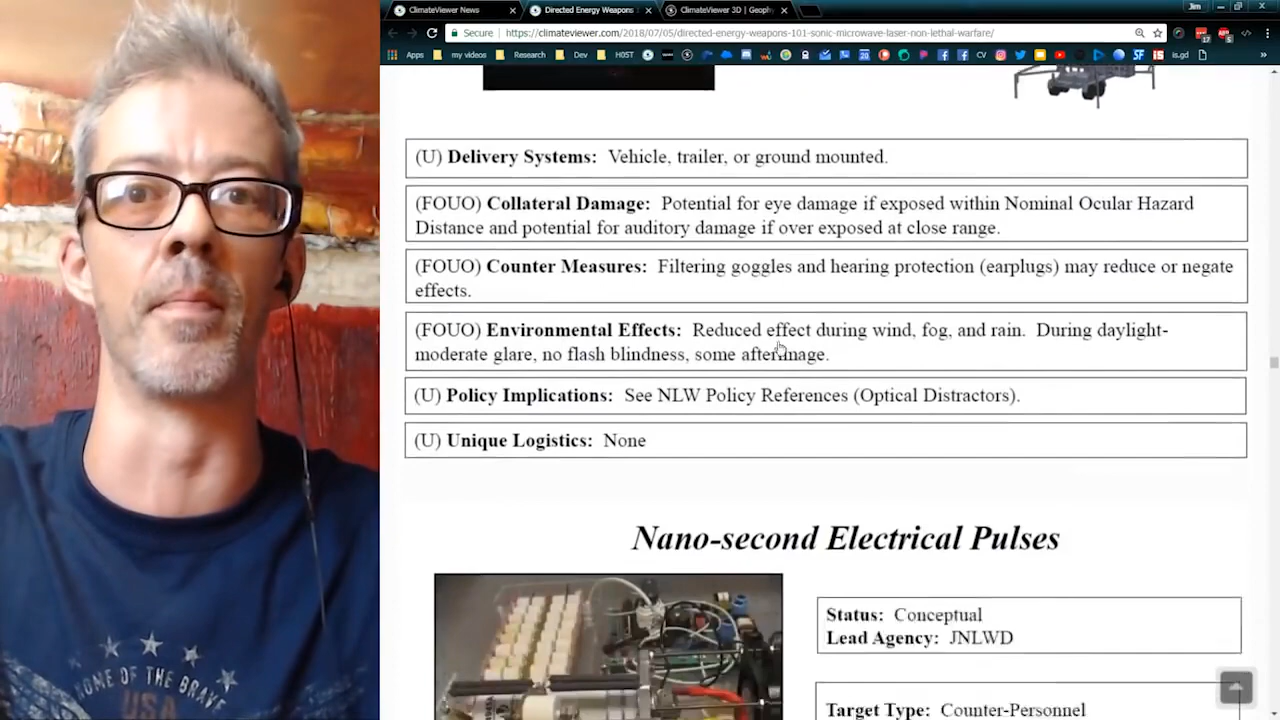 ClimateViewer News
Directed Energy Weapons
ClimateViewer 3D | Geoph
Jim
Secure
https://climateviewer.com/2018/07/05/directed-energy-weapons-101-sonic-microwave-laser-non-lethal-warfare/
Apps my videos Research Dev H0ST CV is.gd
(U) Delivery Systems: Vehicle, trailer, or ground mounted.
(FOUO) Collateral Damage: Potential for eye damage if exposed within Nominal Ocular Hazard
Distance and potential for auditory damage if over exposed at close range.
(FOUO) Counter Measures: Filtering goggles and hearing protection (earplugs) may reduce or negate
effects.
(FOUO) Environmental Effects: Reduced effect during wind, fog, and rain. During daylight-
moderate glare, no flash blindness, some afterimage.
(U) Policy Implications: See NLW Policy References (Optical Distractors).
(U) Unique Logistics: None
Nano-second Electrical Pulses
Status: Conceptual
Lead Agency: JNLWD
Target Type: Counter-Personnel
HOME OF THE BRAVE
USA